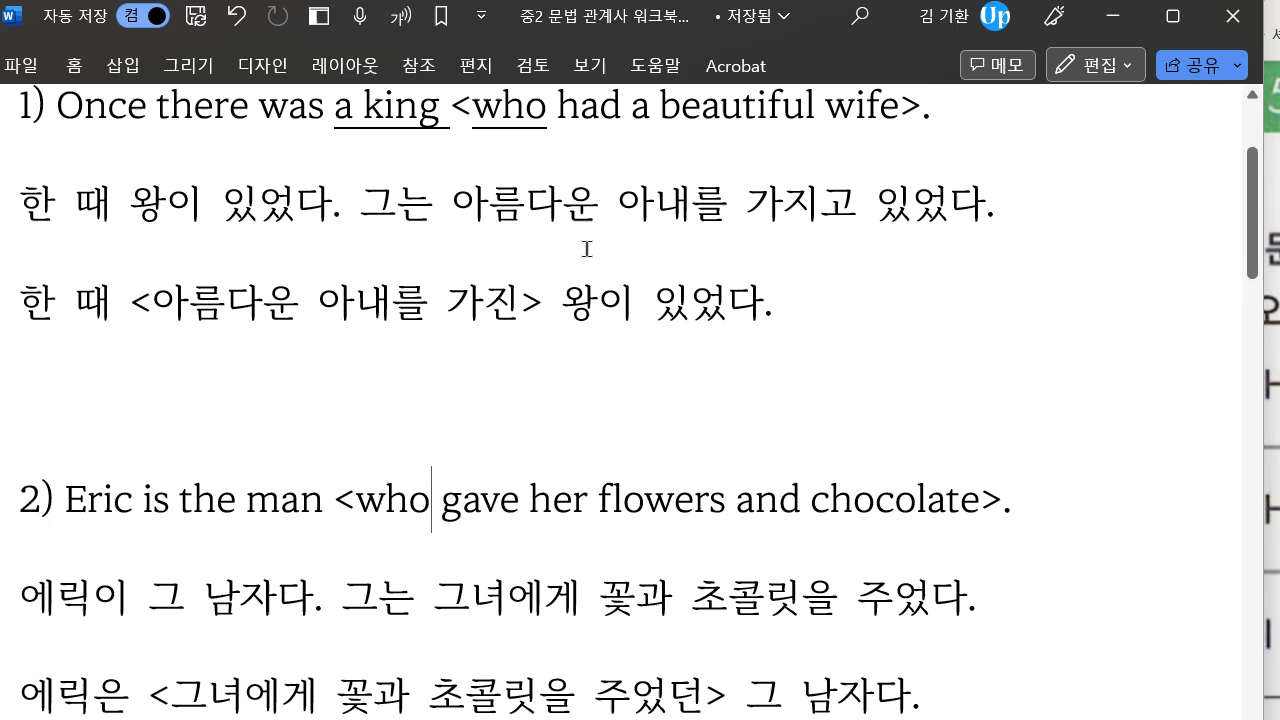 자동 저장 켬 가 중2 문법 관계사 워크북... • 저장됨 김 기환 Up
파일 홈 삽입 그리기 디자인 레이아웃 참조 편지 검토 보기 도움말 Acrobat 메모 편집 공유
1) Once there was a king <who had a beautiful wife>.
한 때 왕이 있었다. 그는 아름다운 아내를 가지고 있었다.
한 때 <아름다운 아내를 가진> 왕이 있었다.
2) Eric is the man <who gave her flowers and chocolate>.
에릭이 그 남자다. 그는 그녀에게 꽃과 초콜릿을 주었다.
에릭은 <그녀에게 꽃과 초콜릿을 주었던> 그 남자다.